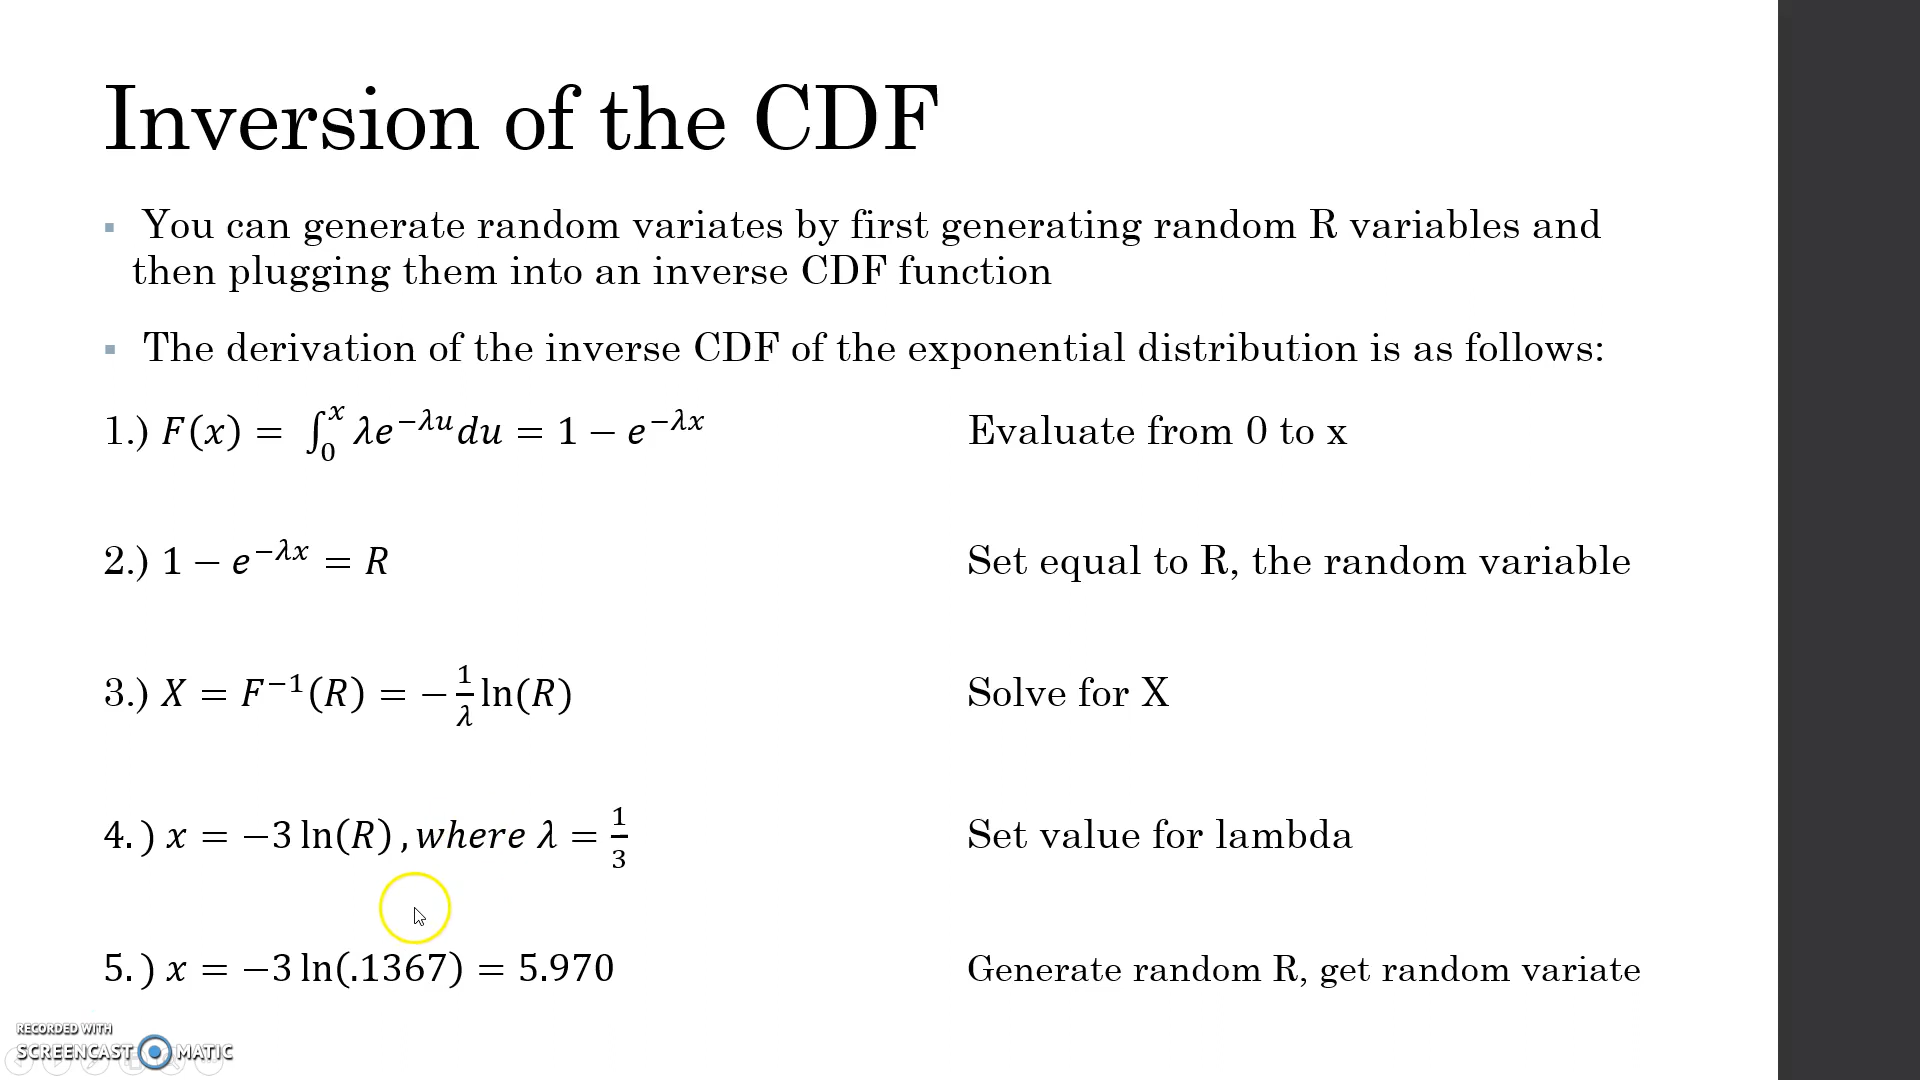 Inversion of the CDF
▪ You can generate random variates by first generating random R variables and
then plugging them into an inverse CDF function
▪ The derivation of the inverse CDF of the exponential distribution is as follows:
1.) F(x) = ∫₀ˣ λe^{−λu}du = 1 − e^{−λx} Evaluate from 0 to x
2.) 1 − e^{−λx} = R Set equal to R, the random variable
3.) X = F^{−1}(R) = −\frac{1}{λ}ln(R) Solve for X
4.) x = −3 ln(R), where λ = \frac{1}{3} Set value for lambda
5.) x = −3 ln(.1367) = 5.970 Generate random R, get random variate
RECORDED WITH
SCREENCAST MATIC